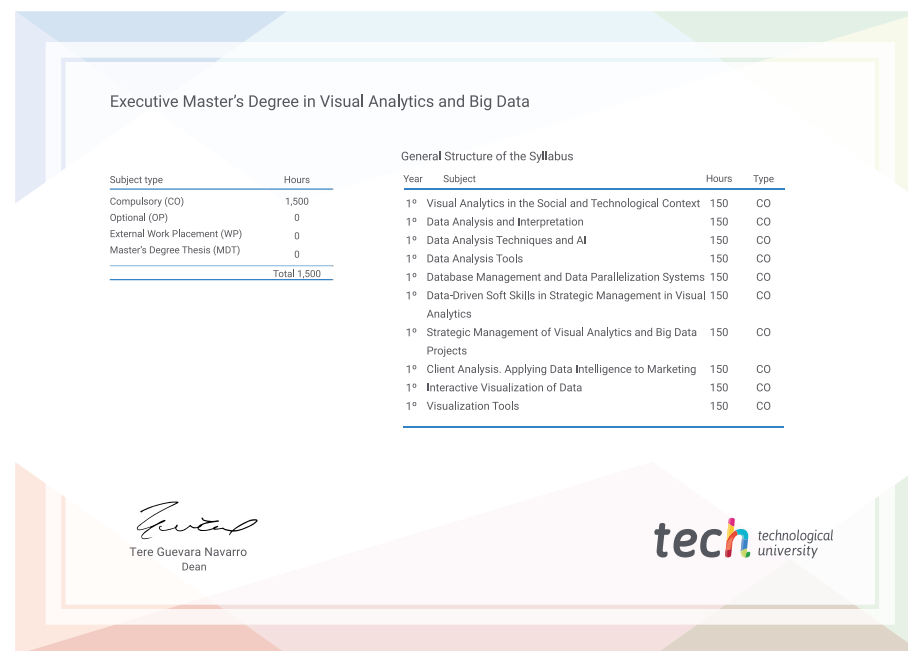 Executive Master's Degree in Visual Analytics and Big Data
General Structure of the Syllabus
Subject type Hours
Compulsory (CO) 1,500
Optional (OP) 0
External Work Placement (WP) 0
Master's Degree Thesis (MDT) 0
Total 1,500
Year Subject Hours Type
1º Visual Analytics in the Social and Technological Context 150 CO
1º Data Analysis and Interpretation 150 CO
1º Data Analysis Techniques and AI 150 CO
1º Data Analysis Tools 150 CO
1º Database Management and Data Parallelization Systems 150 CO
1º Data-Driven Soft Skills in Strategic Management in Visual 150 CO
Analytics
1º Strategic Management of Visual Analytics and Big Data 150 CO
Projects
1º Client Analysis. Applying Data Intelligence to Marketing 150 CO
1º Interactive Visualization of Data 150 CO
1º Visualization Tools 150 CO
Tere Guevara Navarro
Dean
tech technological
university